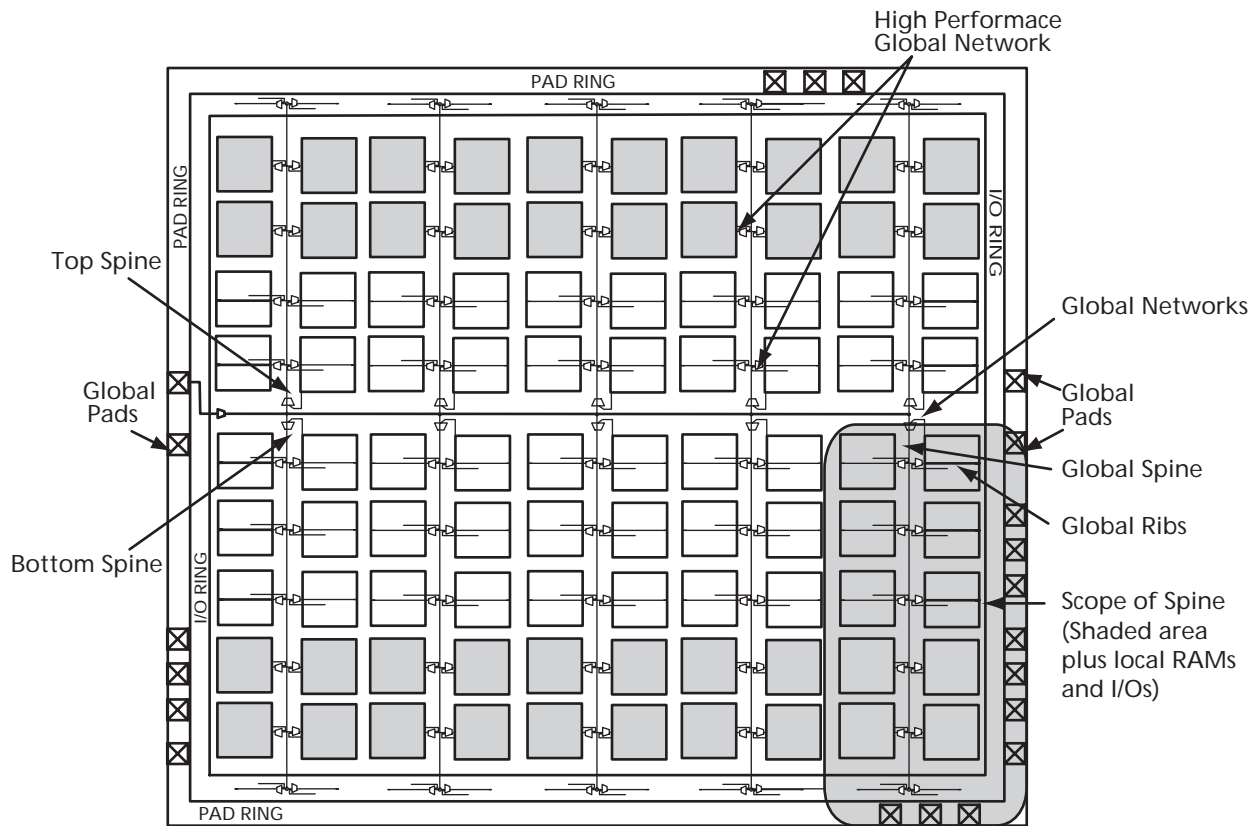 High Performace
Global Network
PAD RING
PAD RING
I/O RING
Top Spine
Global Networks
Global
Pads
Global
Pads
Global Spine
Global Ribs
Bottom Spine
I/O RING
Scope of Spine
(Shaded area
plus local RAMs
and I/Os)
PAD RING